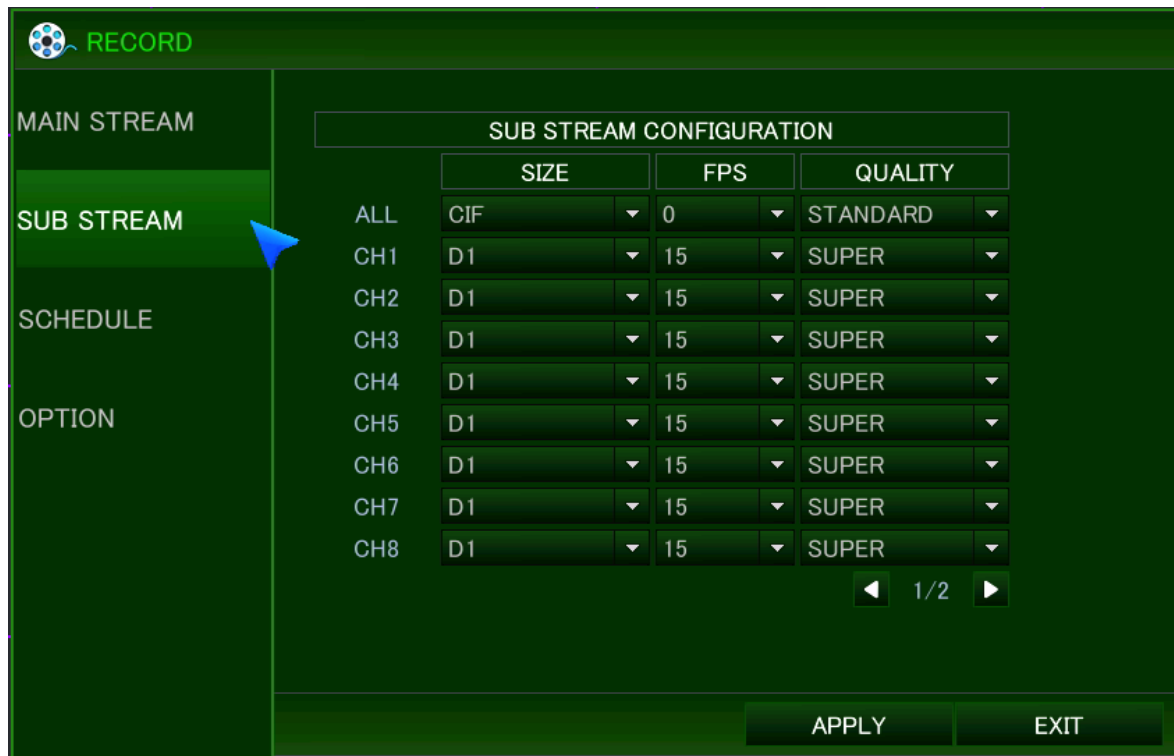 RECORD
MAIN STREAM
SUB STREAM
SCHEDULE
OPTION
SUB STREAM CONFIGURATION
SIZE FPS QUALITY
ALL CIF 0 STANDARD
CH1 D1 15 SUPER
CH2 D1 15 SUPER
CH3 D1 15 SUPER
CH4 D1 15 SUPER
CH5 D1 15 SUPER
CH6 D1 15 SUPER
CH7 D1 15 SUPER
CH8 D1 15 SUPER
1/2
APPLY EXIT